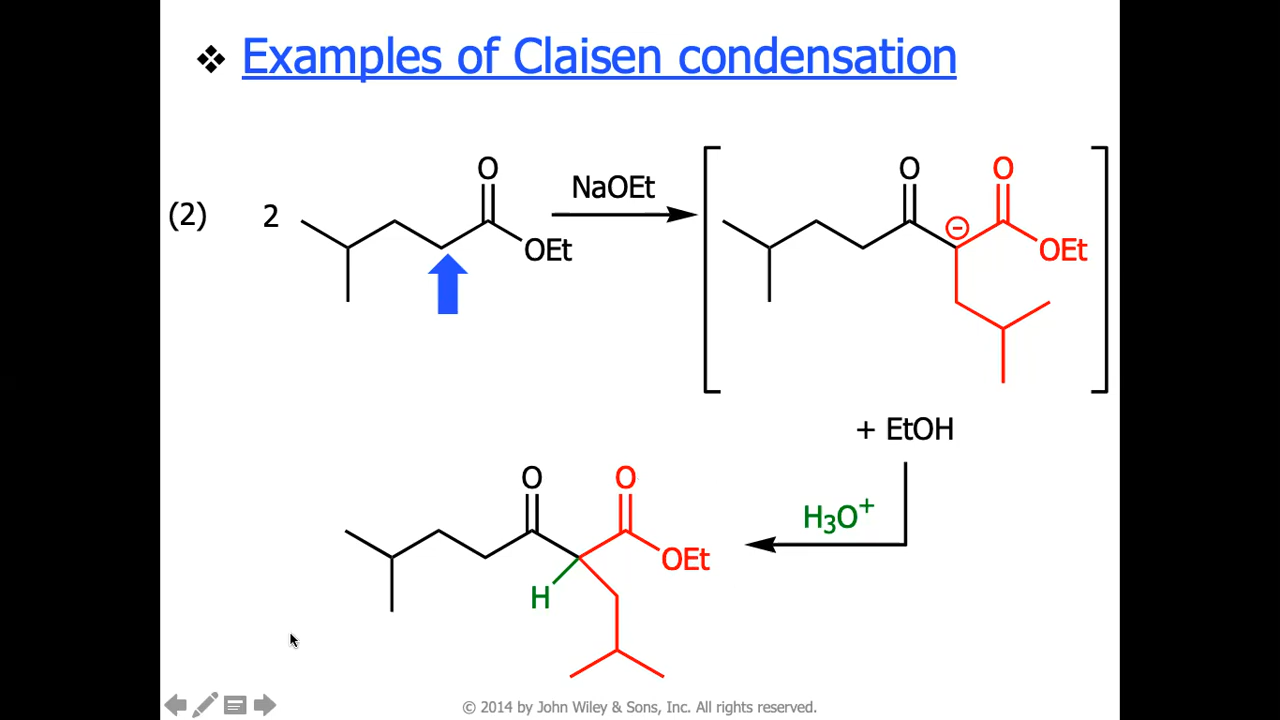 ❖ Examples of Claisen condensation
(2) 2
O
OEt
NaOEt
O O
⊖
OEt
+ EtOH
H₃O⁺
O O
OEt
H
© 2014 by John Wiley & Sons, Inc. All rights reserved.